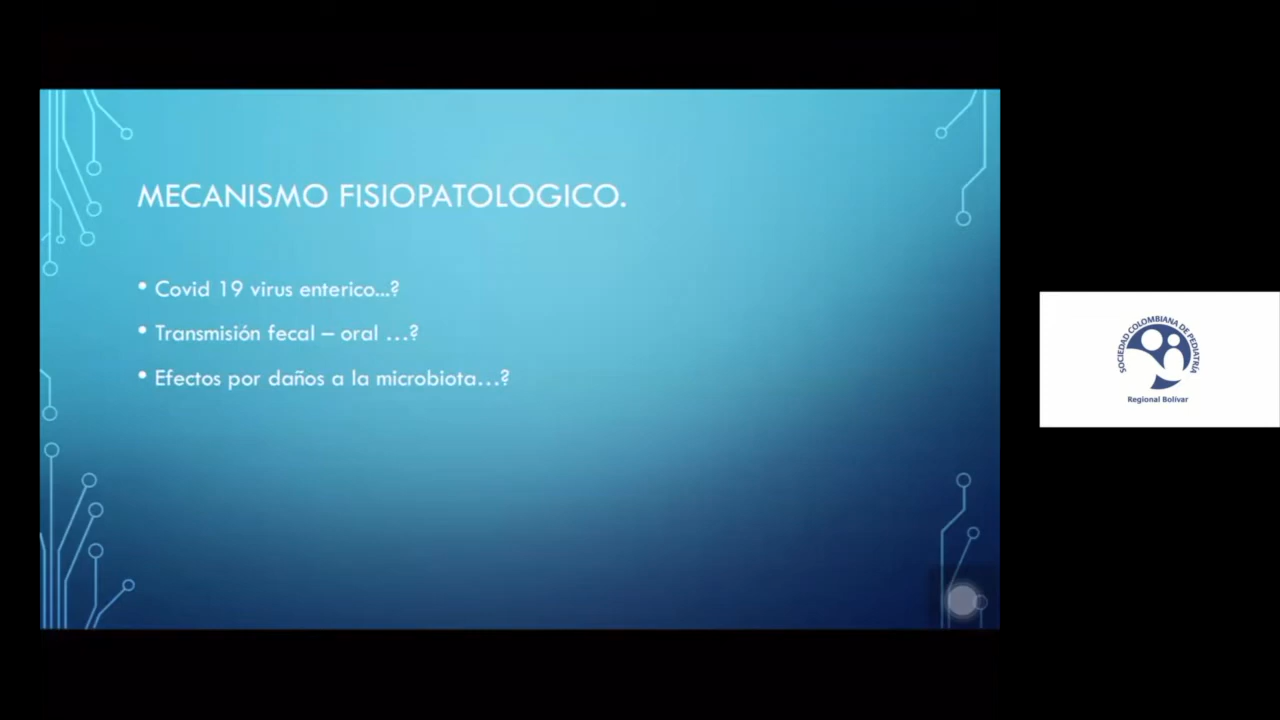 MECANISMO FISIOPATOLOGICO.
• Covid 19 virus enterico...?
• Transmisión fecal – oral …?
• Efectos por daños a la microbiota…?
SOCIEDAD COLOMBIANA DE PEDIATRÍA
Regional Bolívar